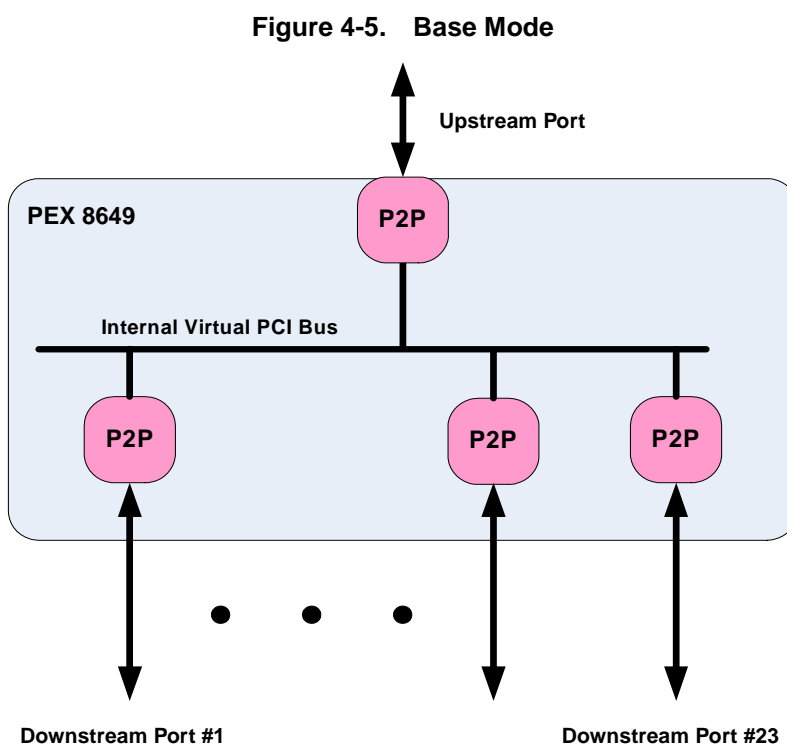 Figure 4-5. Base Mode
Upstream Port
P2P
PEX 8649
Internal Virtual PCI Bus
P2P
P2P
P2P
Downstream Port #1
Downstream Port #23